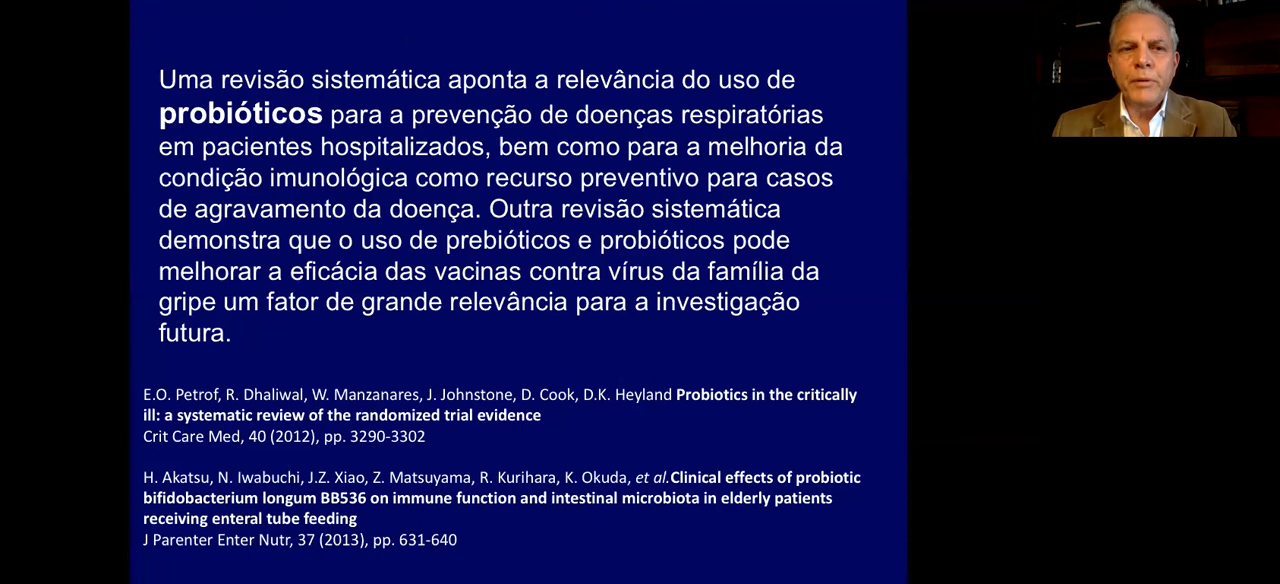 Uma revisão sistemática aponta a relevância do uso de
probióticos para a prevenção de doenças respiratórias
em pacientes hospitalizados, bem como para a melhoria da
condição imunológica como recurso preventivo para casos
de agravamento da doença. Outra revisão sistemática
demonstra que o uso de prebióticos e probióticos pode
melhorar a eficácia das vacinas contra vírus da família da
gripe um fator de grande relevância para a investigação
futura.
E.O. Petrof, R. Dhaliwal, W. Manzanares, J. Johnstone, D. Cook, D.K. Heyland Probiotics in the critically
ill: a systematic review of the randomized trial evidence
Crit Care Med, 40 (2012), pp. 3290-3302
H. Akatsu, N. Iwabuchi, J.Z. Xiao, Z. Matsuyama, R. Kurihara, K. Okuda, et al.Clinical effects of probiotic
bifidobacterium longum BB536 on immune function and intestinal microbiota in elderly patients
receiving enteral tube feeding
J Parenter Enter Nutr, 37 (2013), pp. 631-640